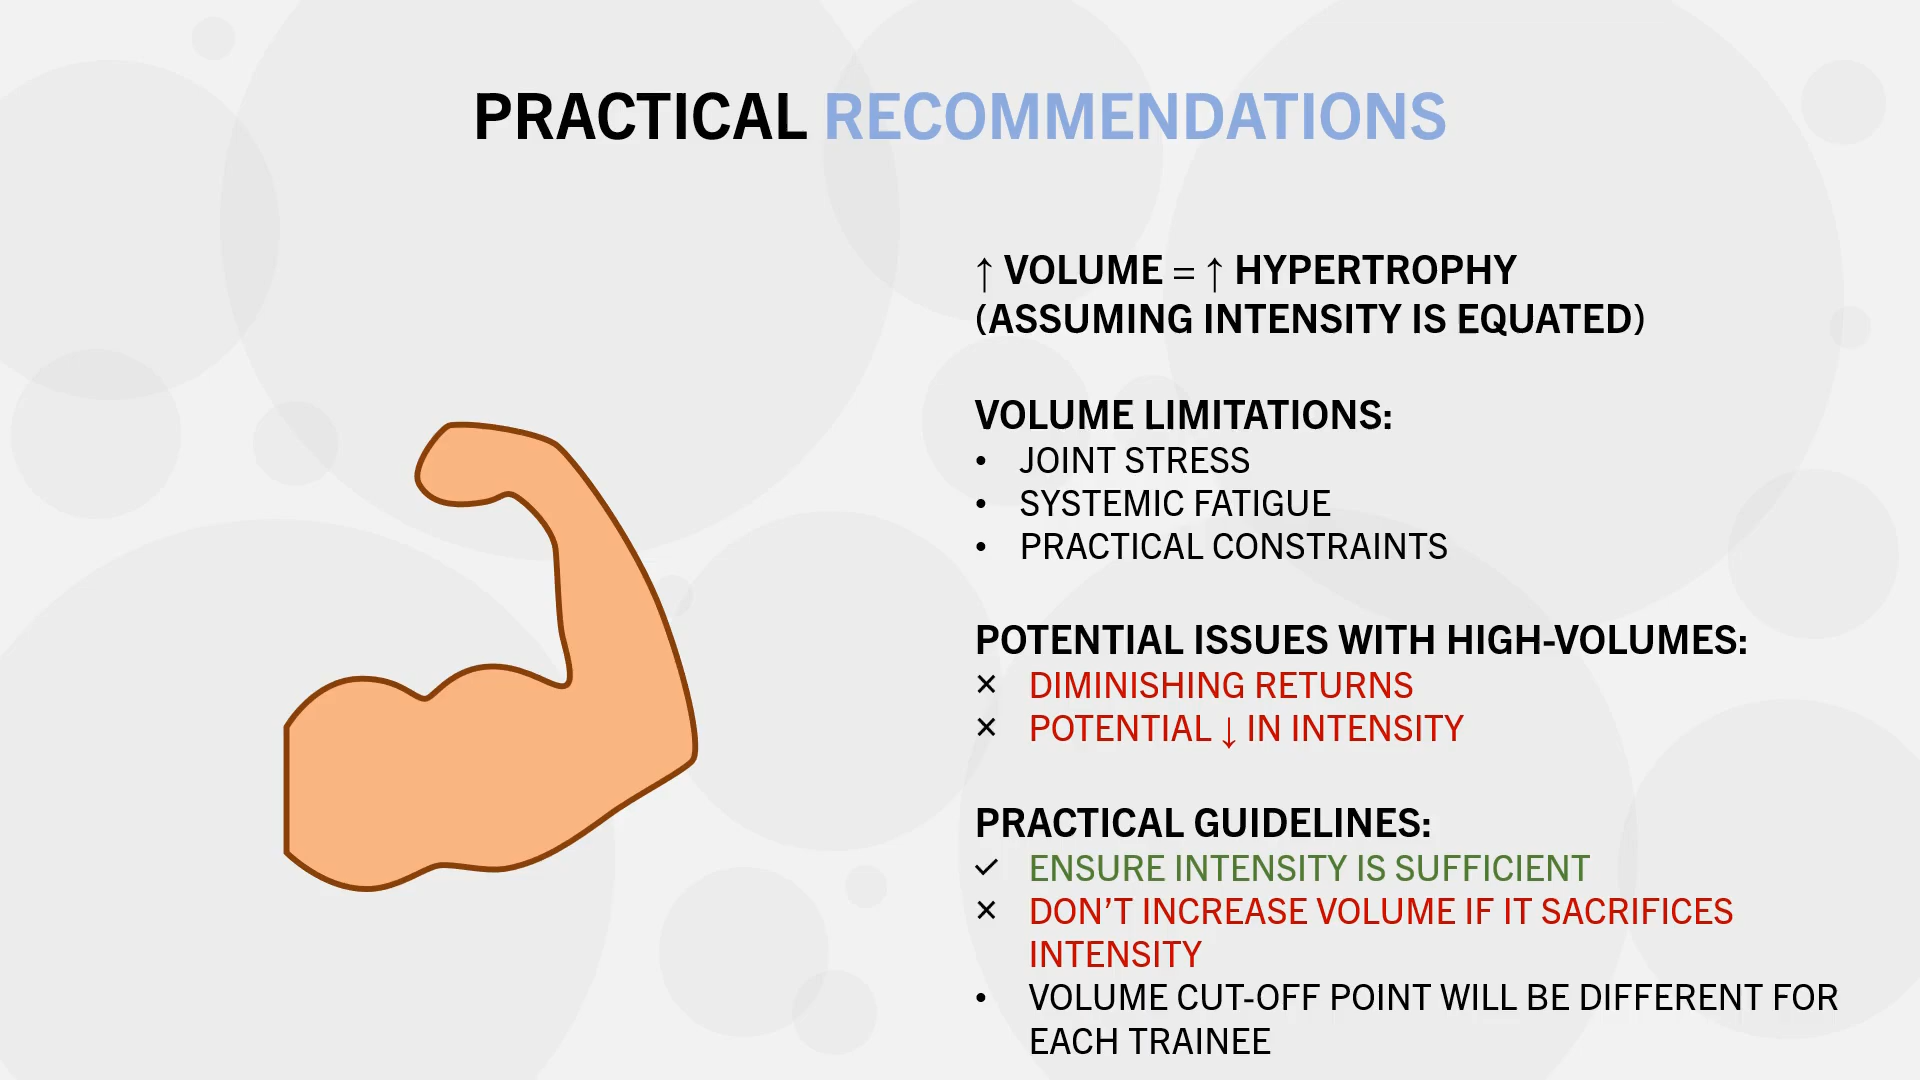 PRACTICAL RECOMMENDATIONS
↑ VOLUME = ↑ HYPERTROPHY
(ASSUMING INTENSITY IS EQUATED)
VOLUME LIMITATIONS:
• JOINT STRESS
• SYSTEMIC FATIGUE
• PRACTICAL CONSTRAINTS
POTENTIAL ISSUES WITH HIGH-VOLUMES:
× DIMINISHING RETURNS
× POTENTIAL ↓ IN INTENSITY
PRACTICAL GUIDELINES:
✓ ENSURE INTENSITY IS SUFFICIENT
× DON’T INCREASE VOLUME IF IT SACRIFICES
INTENSITY
• VOLUME CUT-OFF POINT WILL BE DIFFERENT FOR
EACH TRAINEE